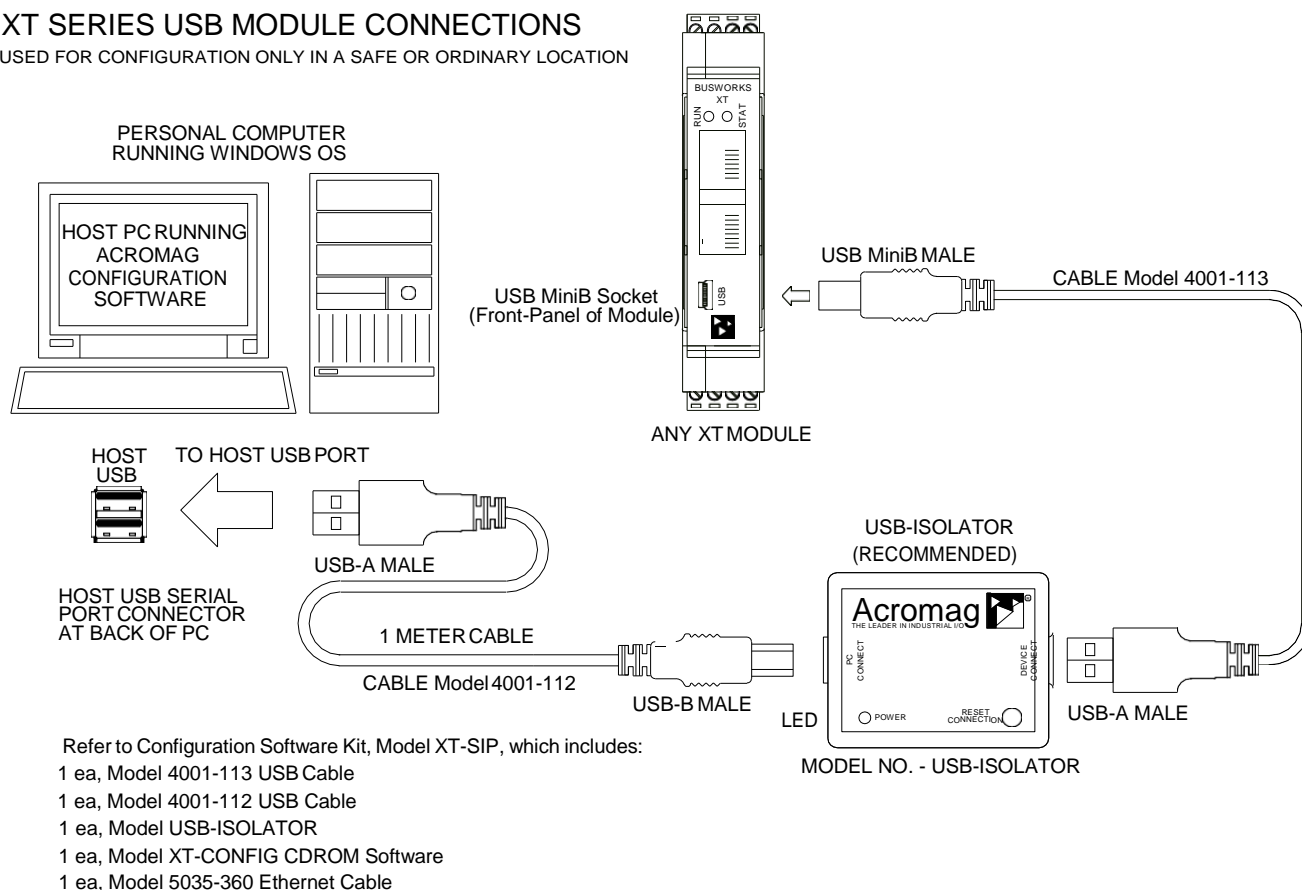 XT SERIES USB MODULE CONNECTIONS
USED FOR CONFIGURATION ONLY IN A SAFE OR ORDINARY LOCATION
PERSONAL COMPUTER
RUNNING WINDOWS OS
HOST PC RUNNING
ACROMAG
CONFIGURATION
SOFTWARE
BUSWORKS
XT
RUN
STAT
USB
USB MiniB Socket
(Front-Panel of Module)
USB MiniB MALE
CABLE Model 4001-113
ANY XT MODULE
HOST
USB
TO HOST USB PORT
USB-A MALE
HOST USB SERIAL
PORT CONNECTOR
AT BACK OF PC
1 METER CABLE
CABLE Model 4001-112
USB-B MALE
USB-ISOLATOR
(RECOMMENDED)
Acromag
®
THE LEADER IN INDUSTRIAL I/O
PC
CONNECT
DEVICE
CONNECT
LED
POWER
RESET
CONNECTION
USB-A MALE
MODEL NO. - USB-ISOLATOR
Refer to Configuration Software Kit, Model XT-SIP, which includes:
1 ea, Model 4001-113 USB Cable
1 ea, Model 4001-112 USB Cable
1 ea, Model USB-ISOLATOR
1 ea, Model XT-CONFIG CDROM Software
1 ea, Model 5035-360 Ethernet Cable